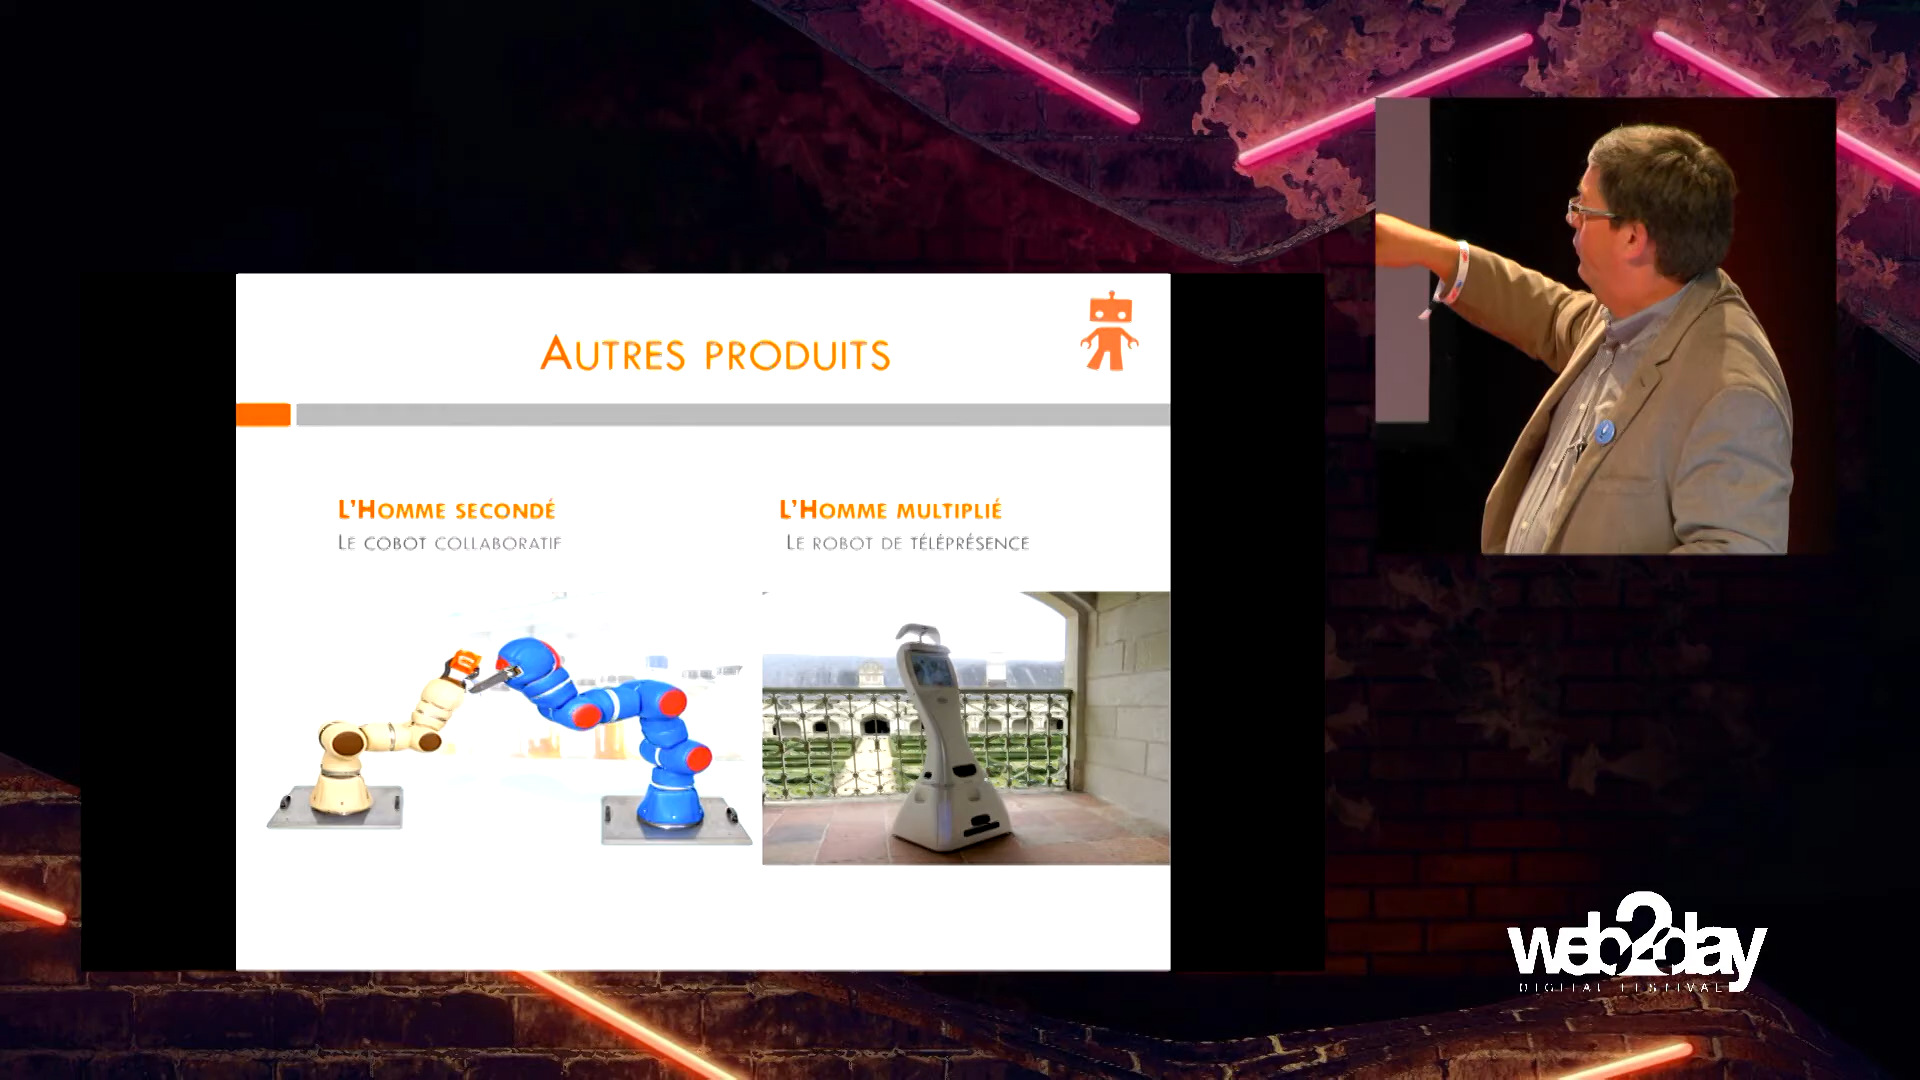 AUTRES PRODUITS
L'HOMME SECONDÉ
LE COBOT COLLABORATIF
L'HOMME MULTIPLIÉ
LE ROBOT DE TÉLÉPRÉSENCE
web2day
DIGITAL FESTIVAL